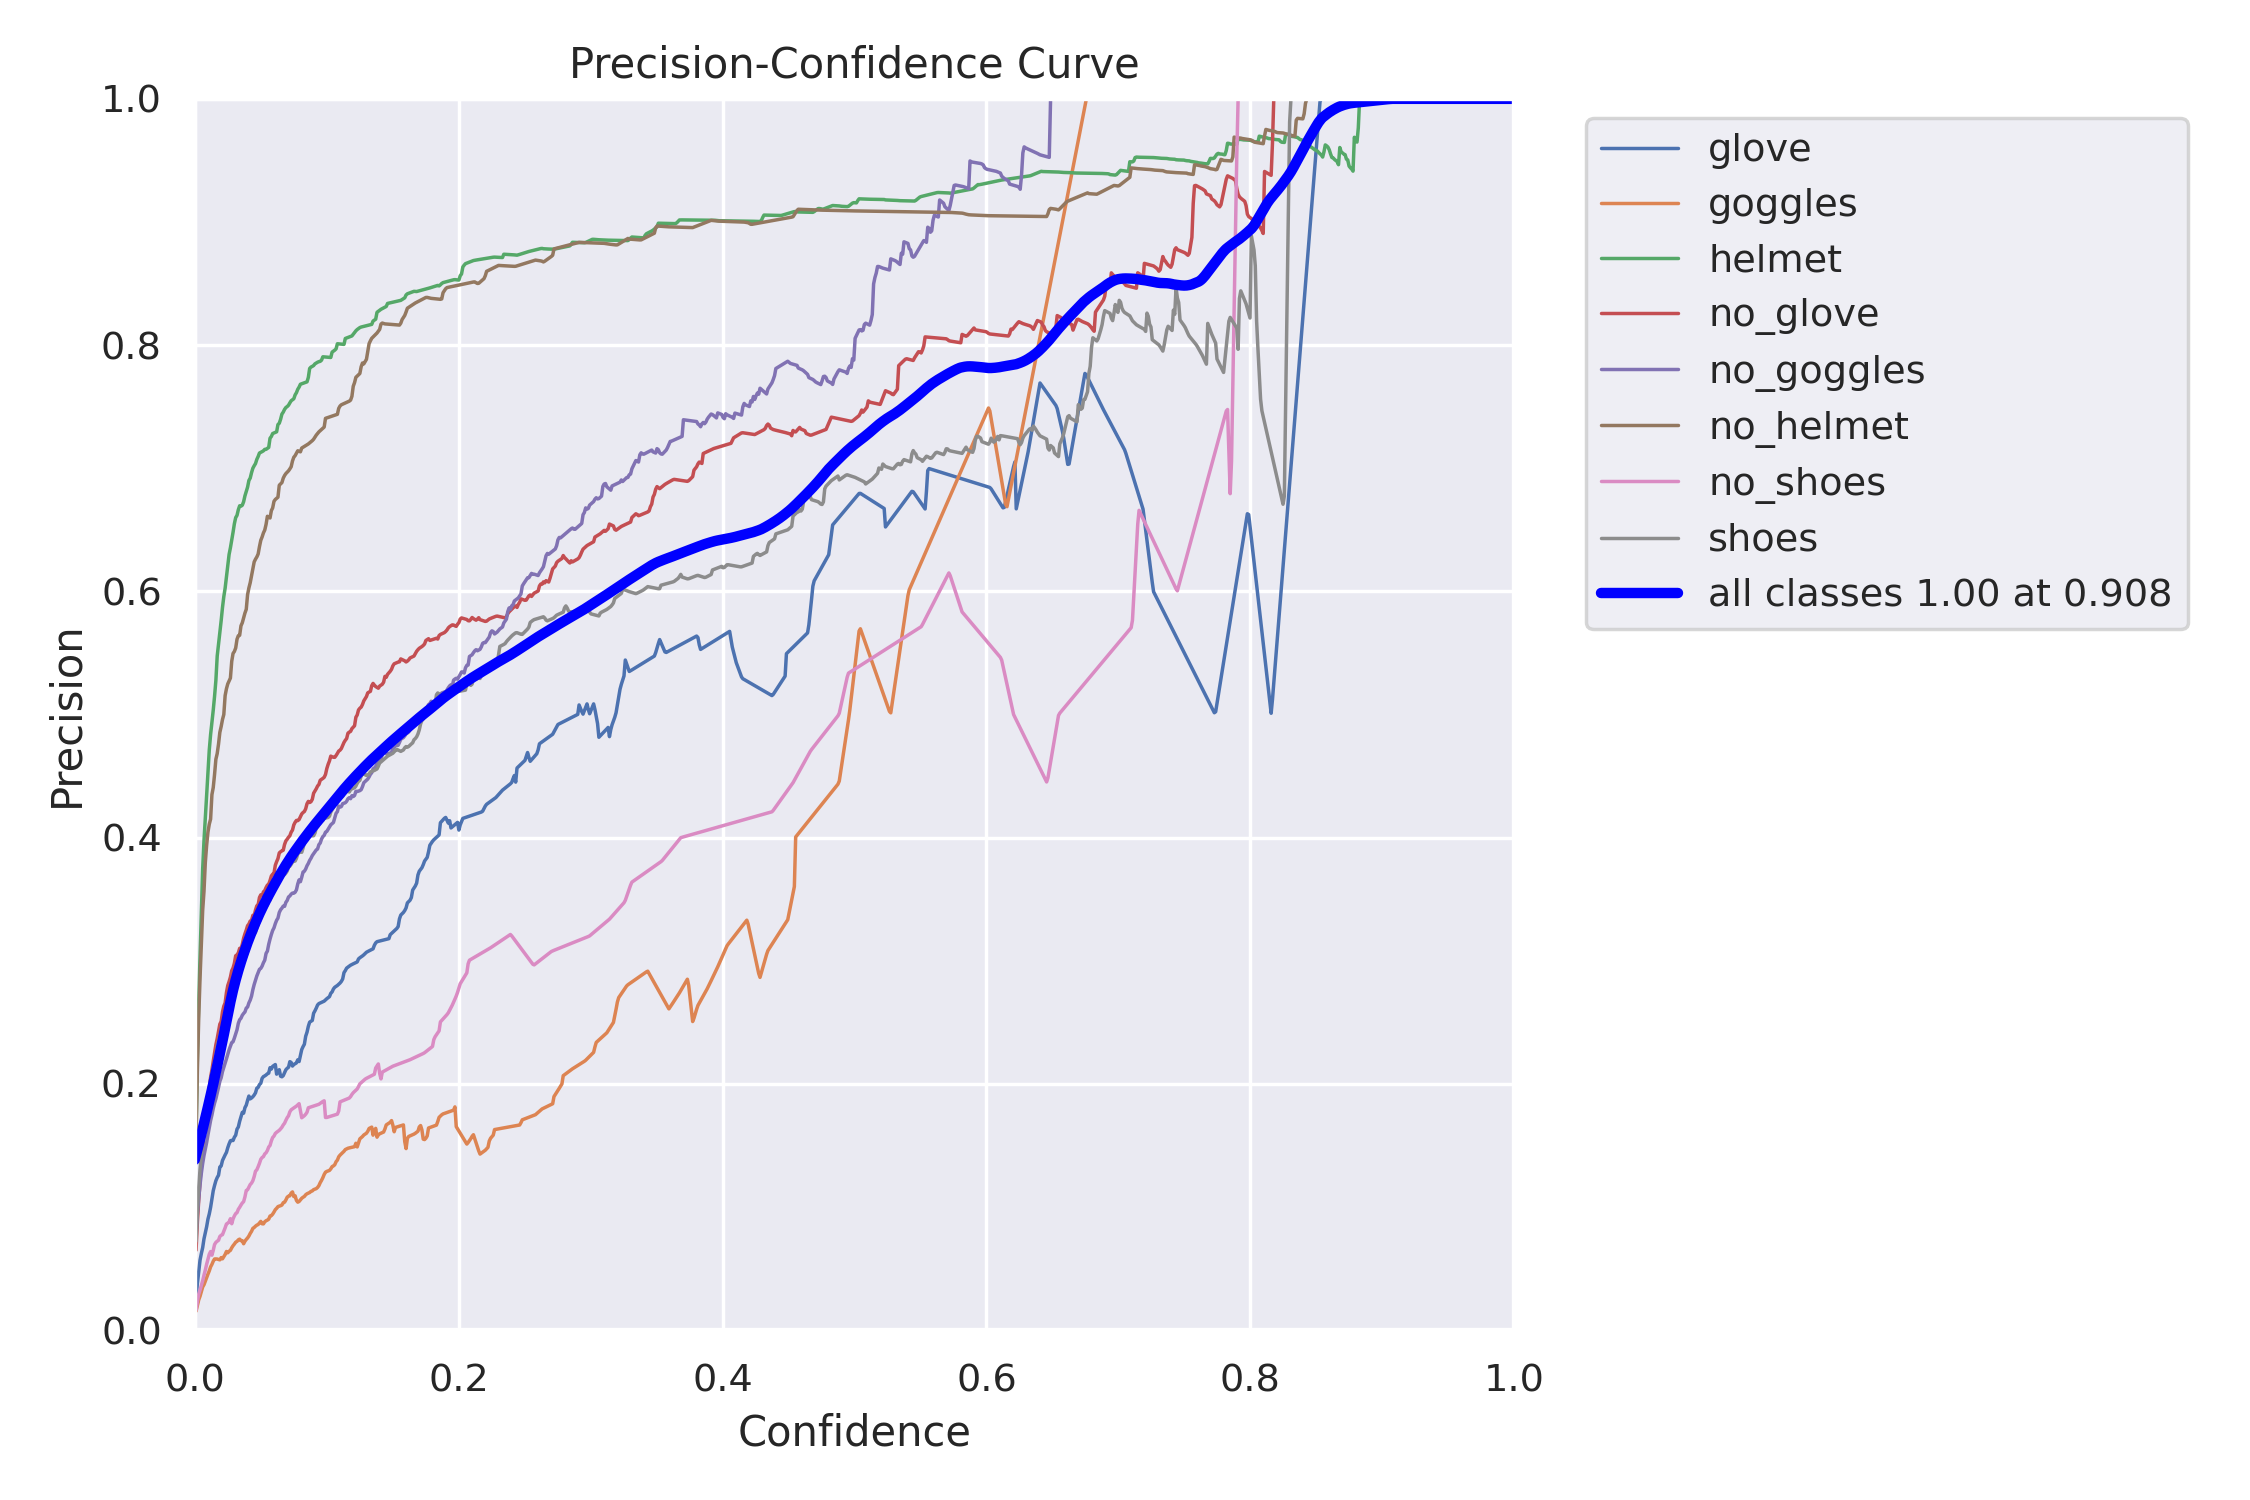 Precision-Confidence Curve
1.0
0.8
0.6
0.4
0.2
0.0
Precision
0.0 0.2 0.4 0.6 0.8 1.0
Confidence
glove
goggles
helmet
no_glove
no_goggles
no_helmet
no_shoes
shoes
all classes 1.00 at 0.908